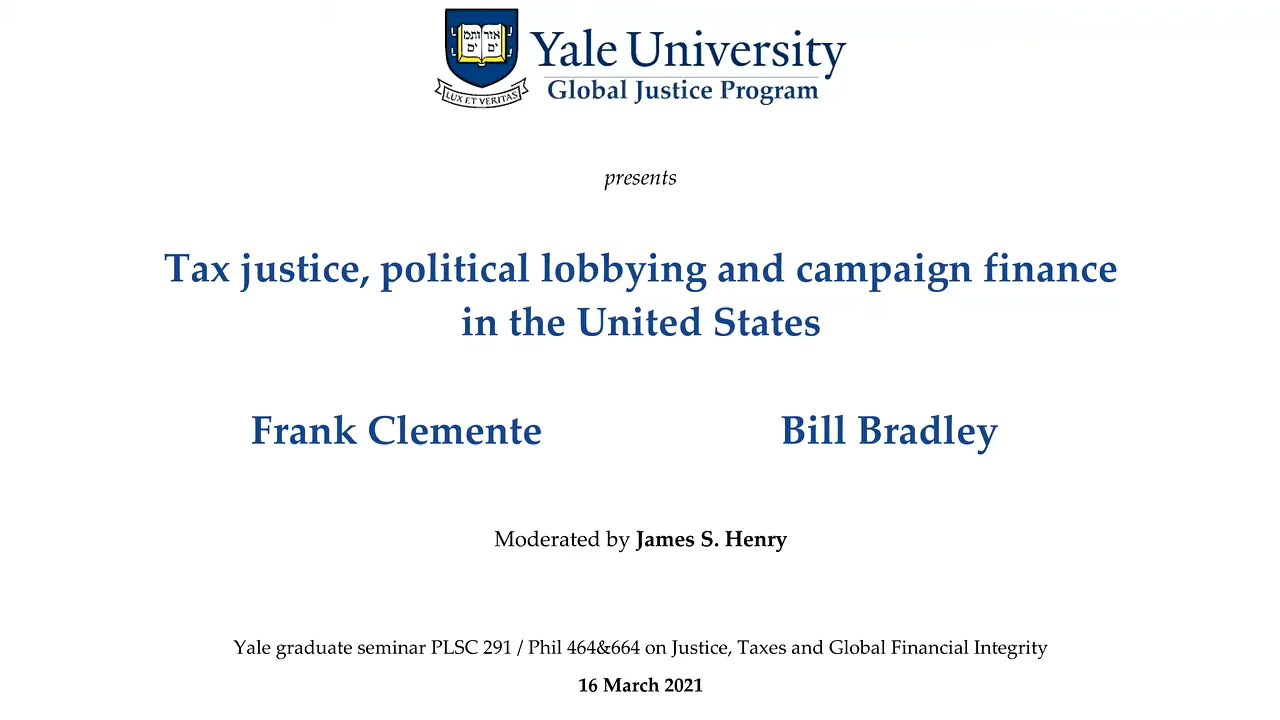 אורים
ותמים
LUX ET VERITAS
Yale University
Global Justice Program
presents
Tax justice, political lobbying and campaign finance
in the United States
Frank Clemente
Bill Bradley
Moderated by James S. Henry
Yale graduate seminar PLSC 291 / Phil 464&664 on Justice, Taxes and Global Financial Integrity
16 March 2021